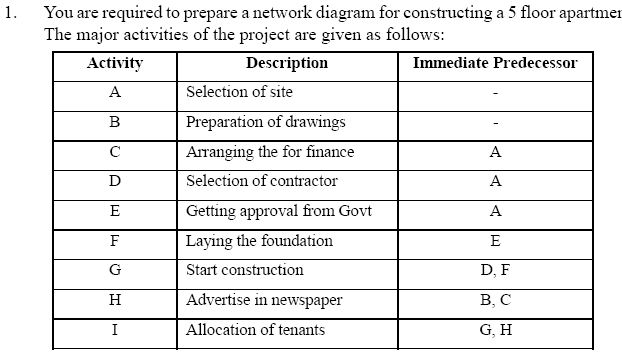 1. You are required to prepare a network diagram for constructing a 5 floor
The major activities of the project are given as follows:
Activity Description Immediate Predecessor
A Selection of site -
B Preparation of drawings -
C Arranging the for finance A
D Selection of contractor A
E Getting approval from Govt A
F Laying the foundation E
G Start construction D, F
H Advertise in newspaper B, C
I Allocation of tenants G, H